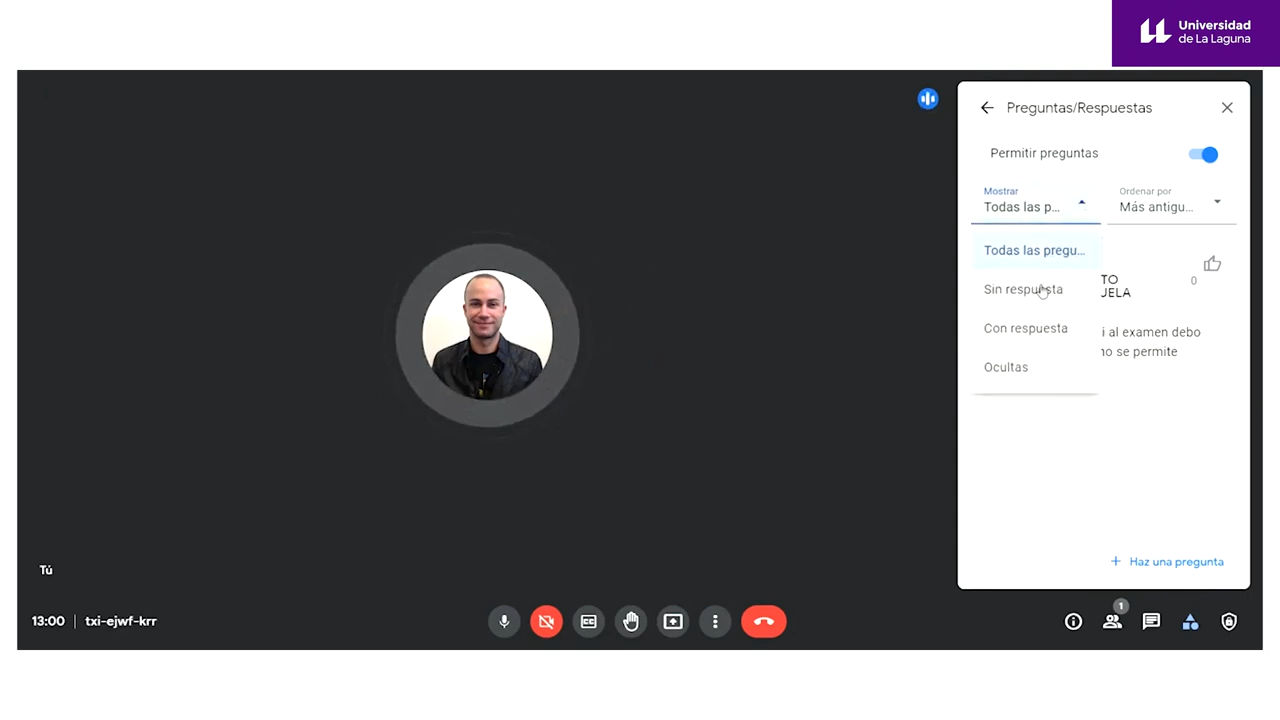 Universidad
de La Laguna
Preguntas/Respuestas
Permitir preguntas
Mostrar
Todas las p...
Ordenar por
Más antigu...
Todas las pregu...
TO
Sin respuesta
0
Con respuesta
i al examen debo
no se permite
Ocultas
Haz una pregunta
Tú
13:00
txi-ejwf-krr
1